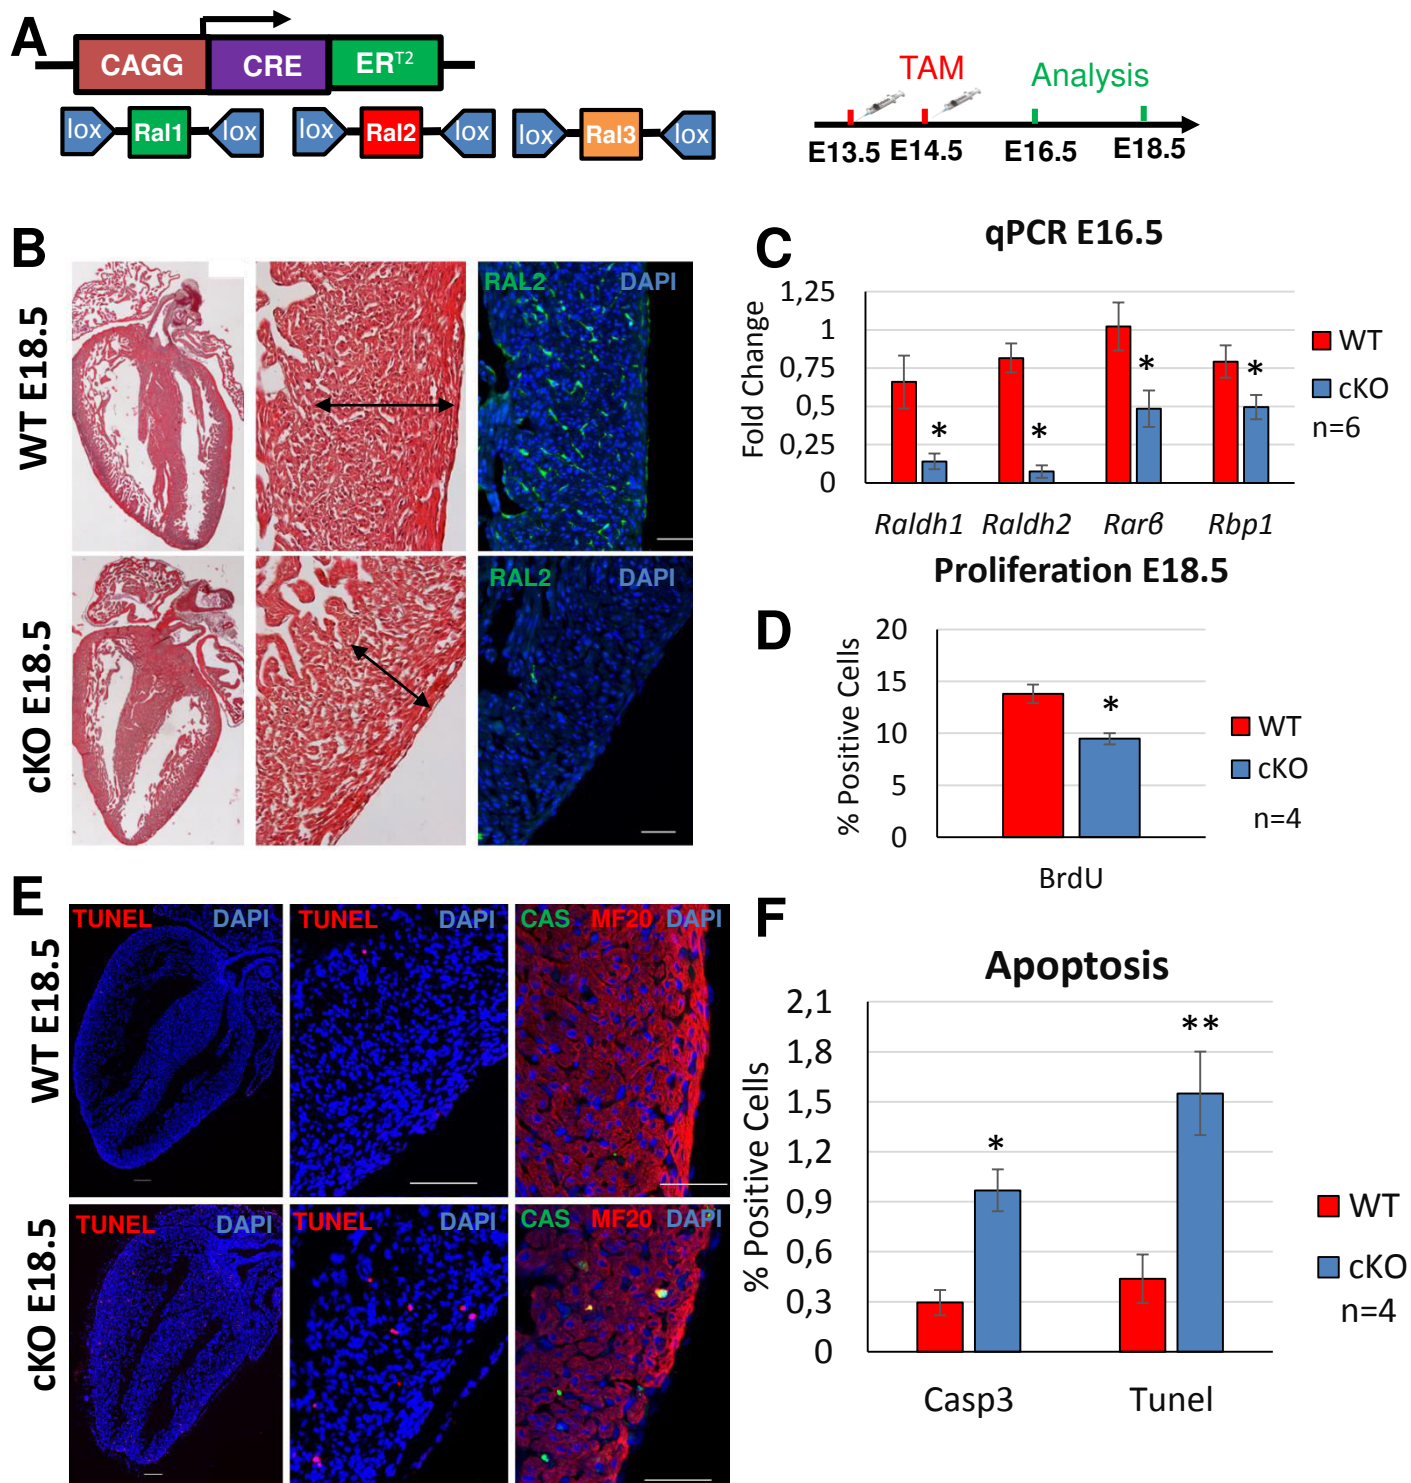 A
CAGG CRE ER^T2
lox Ral1 lox lox Ral2 lox lox Ral3 lox
TAM Analysis
E13.5 E14.5 E16.5 E18.5
B
WT E18.5
RAL2 DAPI
cKO E18.5
RAL2 DAPI
C
qPCR E16.5
Fold Change
1,25
1
0,75
0,5
0,25
0
* * * *
Raldh1 Raldh2 Rarβ Rbp1
WT
cKO
n=6
D
Proliferation E18.5
% Positive Cells
20
15
10
5
0
*
BrdU
WT
cKO
n=4
E
WT E18.5
TUNEL DAPI TUNEL DAPI CAS MF20 DAPI
cKO E18.5
TUNEL DAPI TUNEL DAPI CAS MF20 DAPI
F
Apoptosis
% Positive Cells
2,1
1,8
1,5
1,2
0,9
0,6
0,3
0
* **
Casp3 Tunel
WT
cKO
n=4